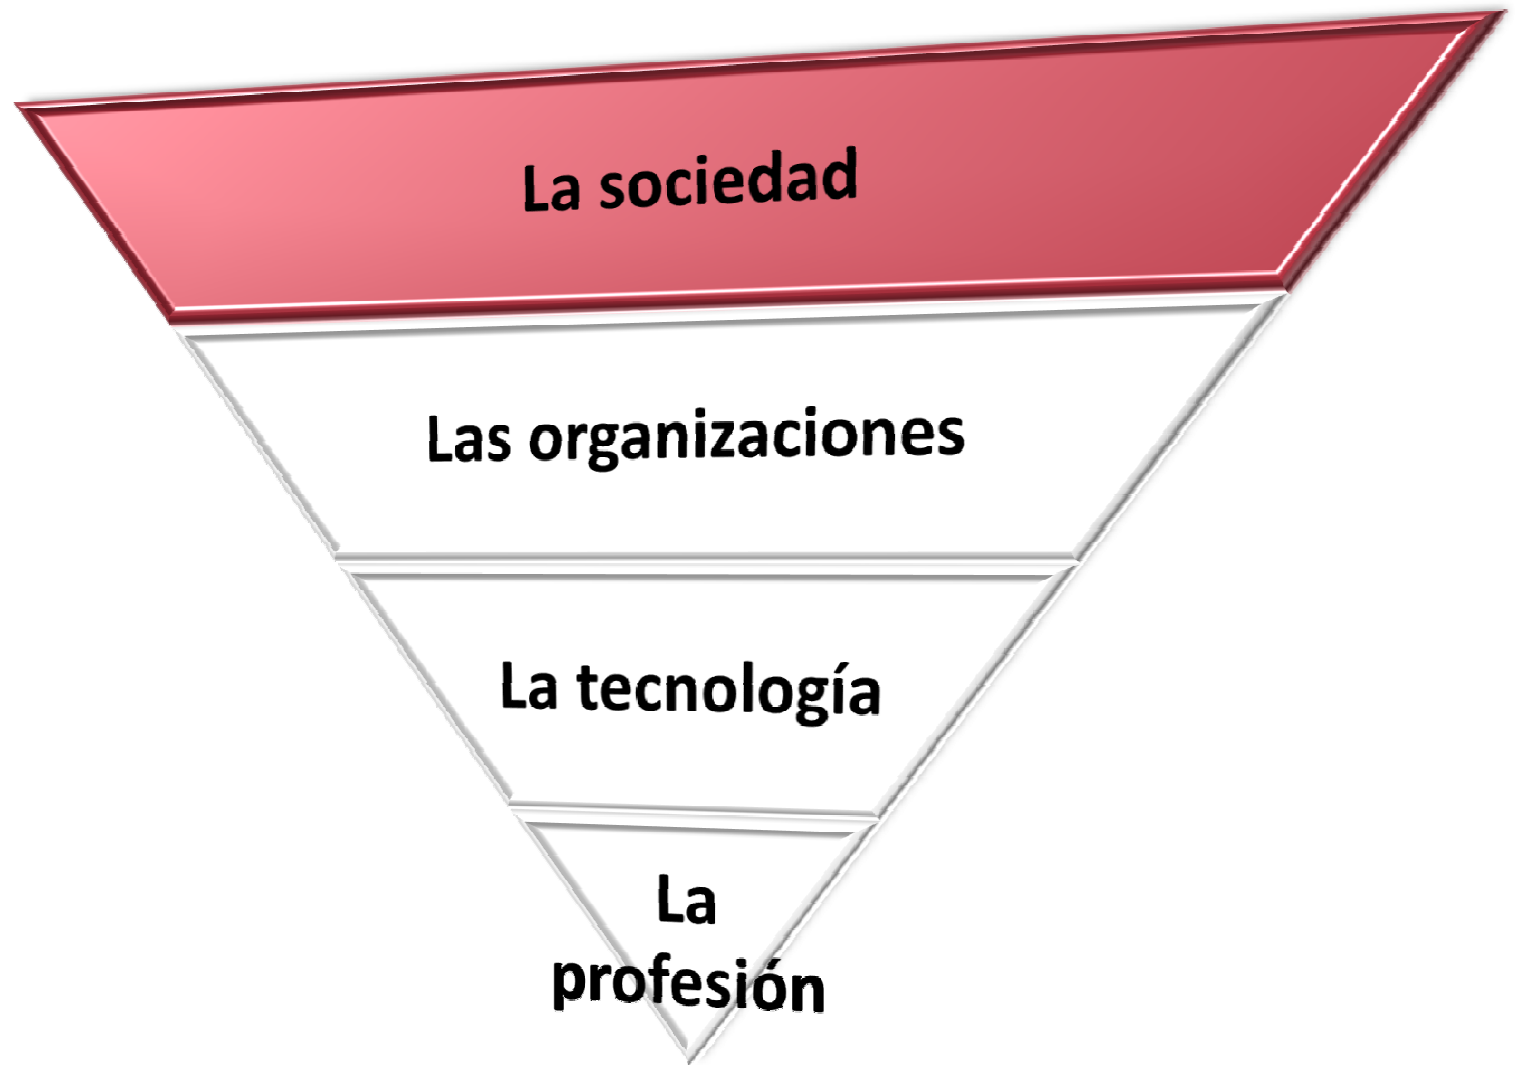 La sociedad
Las organizaciones
La tecnología
La
profesión